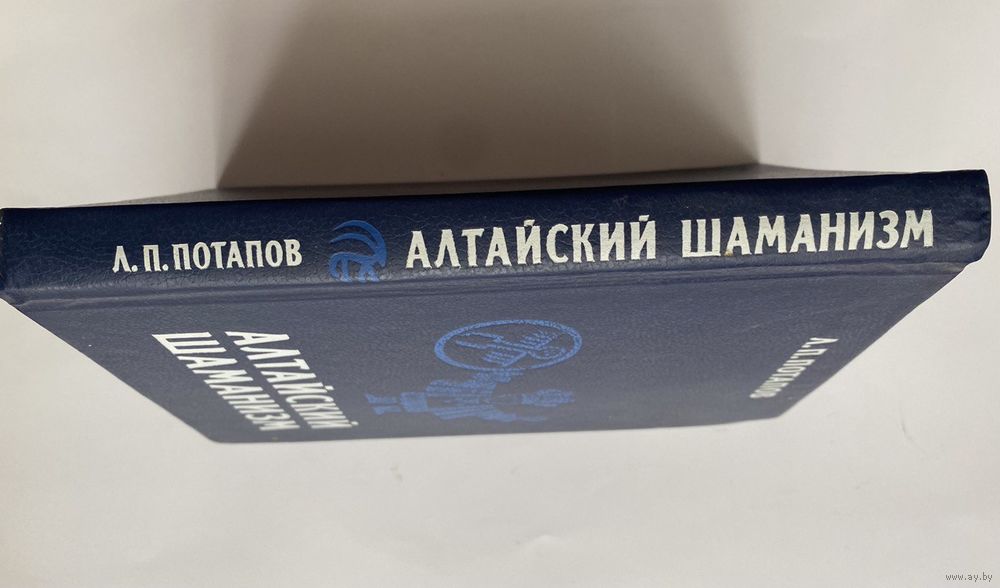 Л. П. ПОТАПОВ АЛТАЙСКИЙ ШАМАНИЗМ
АЛТАЙСКИЙ
ШАМАНИЗМ
Л.П.ПОТАПОВ
www.ay.by